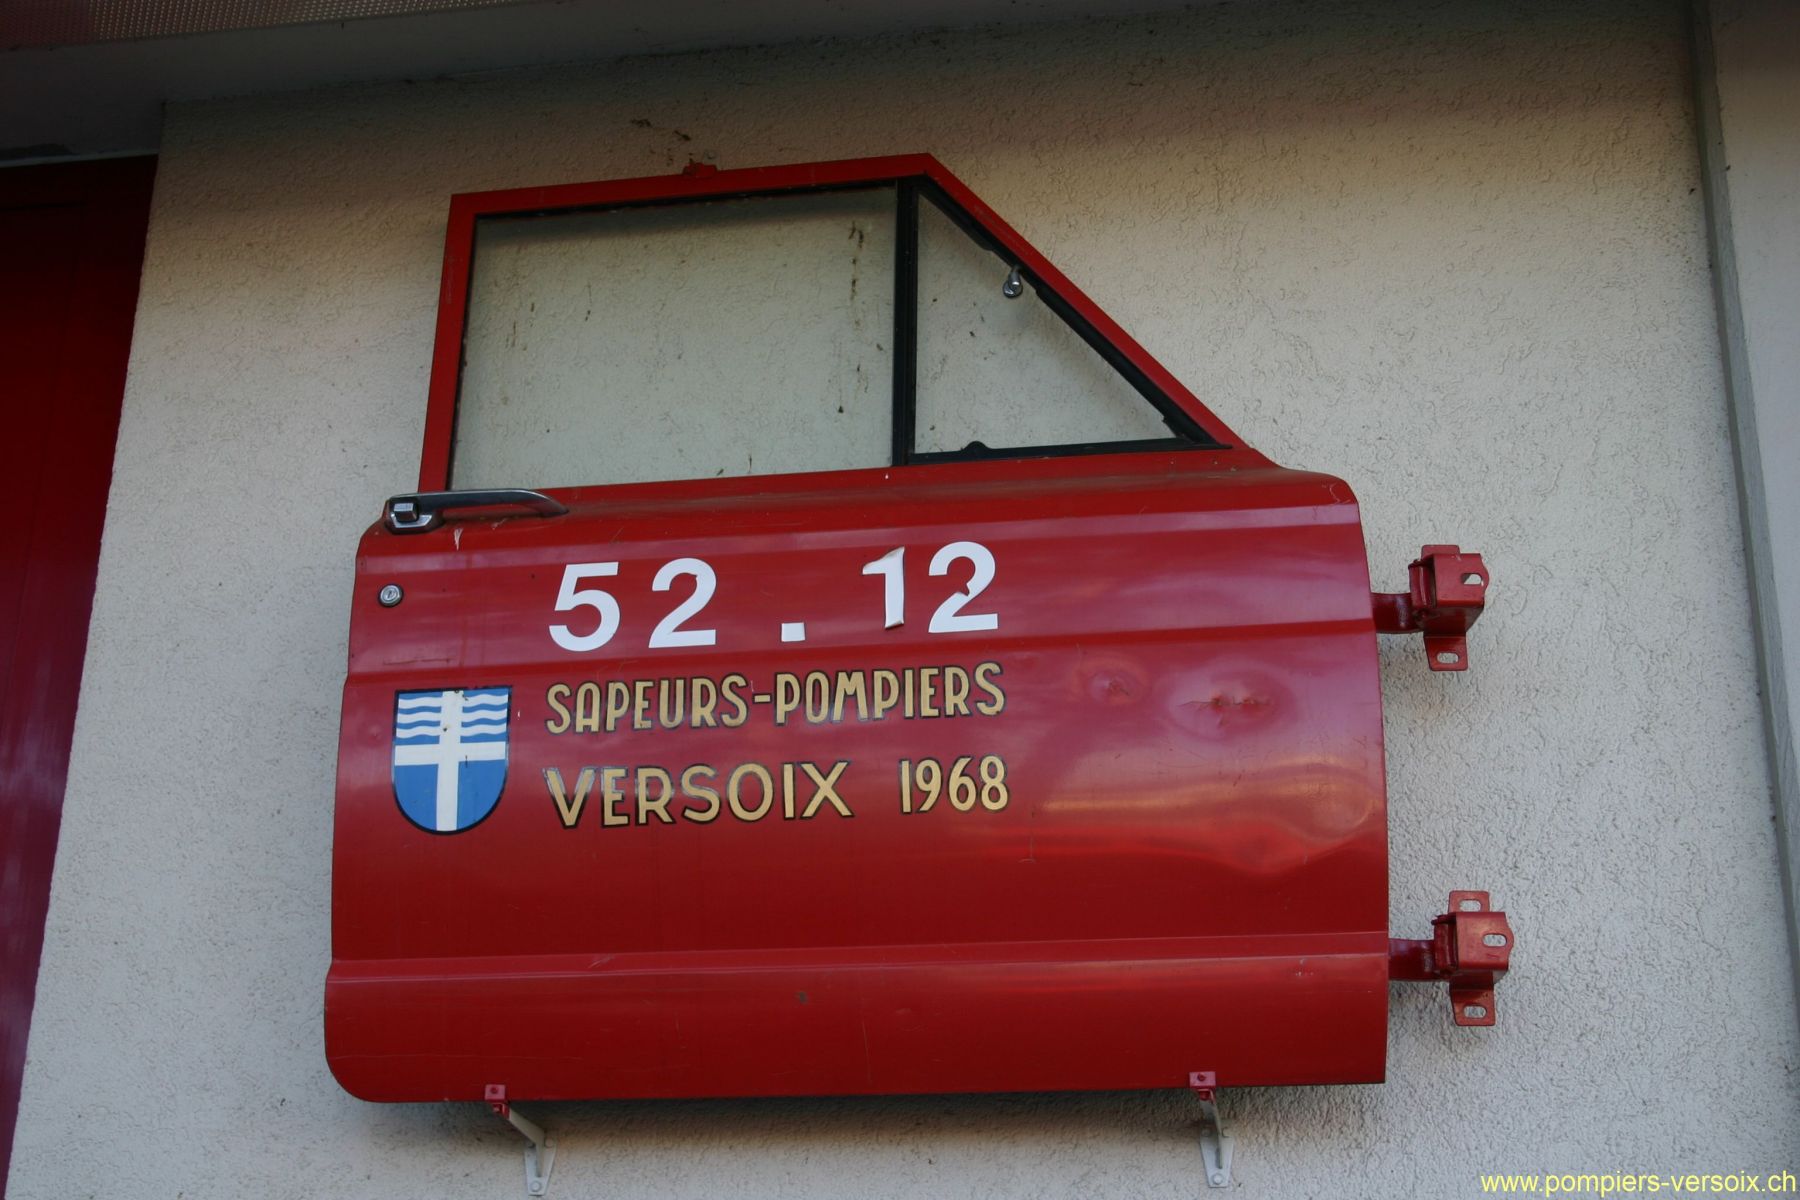 52.12
SAPEURS-POMPIERS
VERSOIX 1968
www.pompiers-versoix.ch